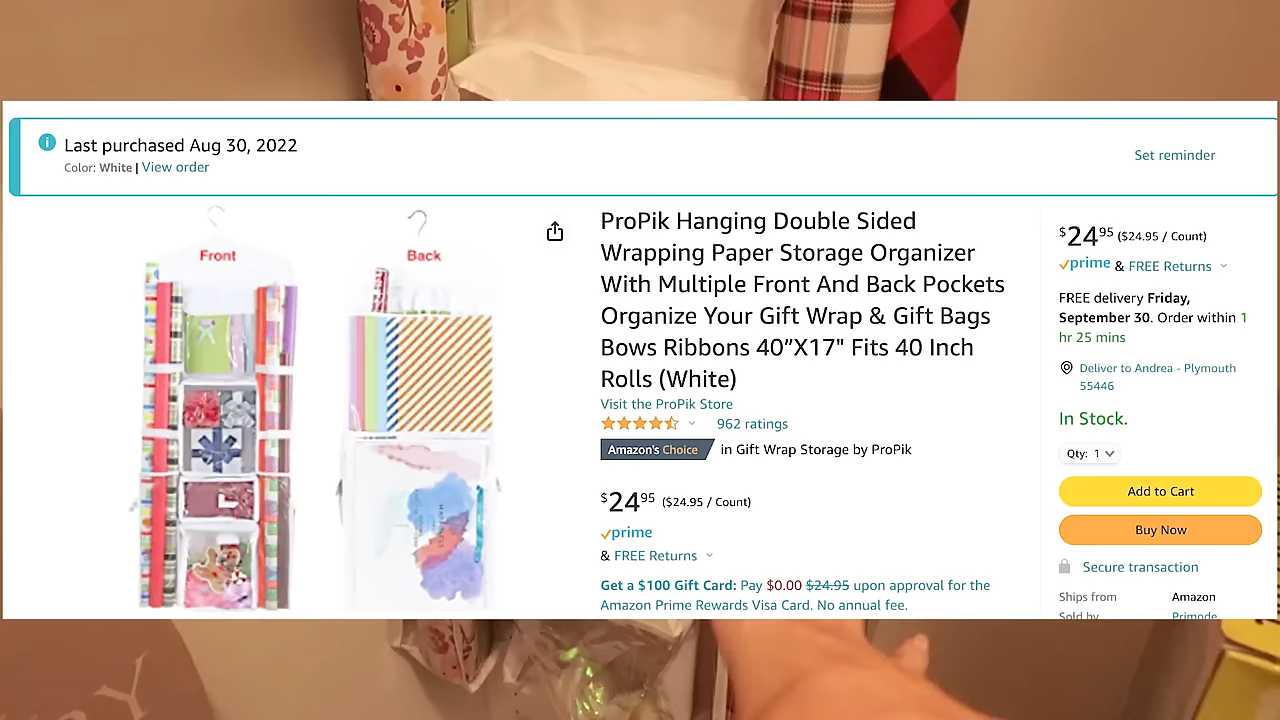 Last purchased Aug 30, 2022
Color: White | View order
Set reminder
Front
Back
ProPik Hanging Double Sided
Wrapping Paper Storage Organizer
With Multiple Front And Back Pockets
Organize Your Gift Wrap & Gift Bags
Bows Ribbons 40”X17" Fits 40 Inch
Rolls (White)
Visit the ProPik Store
962 ratings
Amazon's Choice in Gift Wrap Storage by ProPik
$24 95 ($24.95 / Count)
prime
& FREE Returns
Get a $100 Gift Card: Pay $0.00 $24.95 upon approval for the
Amazon Prime Rewards Visa Card. No annual fee.
$24 95 ($24.95 / Count)
prime & FREE Returns
FREE delivery Friday,
September 30. Order within 1
hr 25 mins
Deliver to Andrea - Plymouth
55446
In Stock.
Qty: 1
Add to Cart
Buy Now
Secure transaction
Ships from Amazon
Sold by Primode